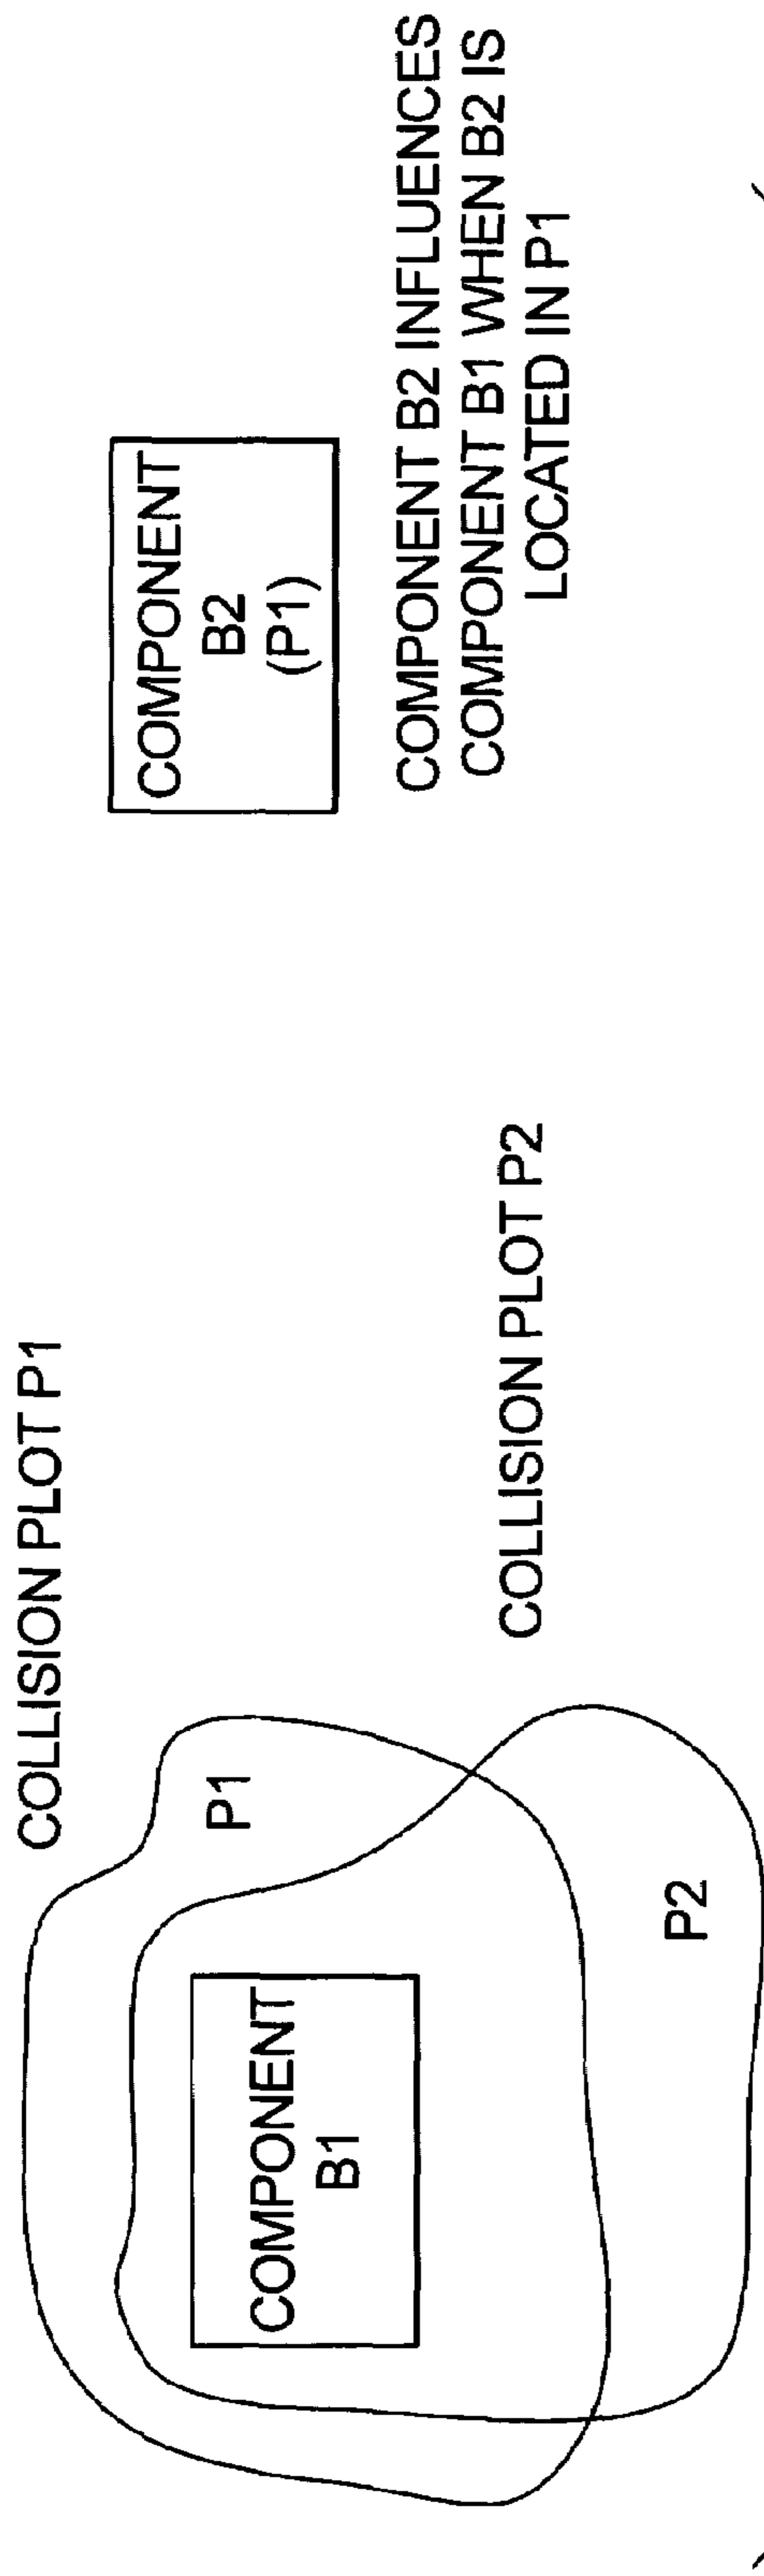 COLLISION PLOT P1
P1
COMPONENT
B1
P2
COLLISION PLOT P2
COMPONENT
B2
(P1)
COMPONENT B2 INFLUENCES
COMPONENT B1 WHEN B2 IS
LOCATED IN P1